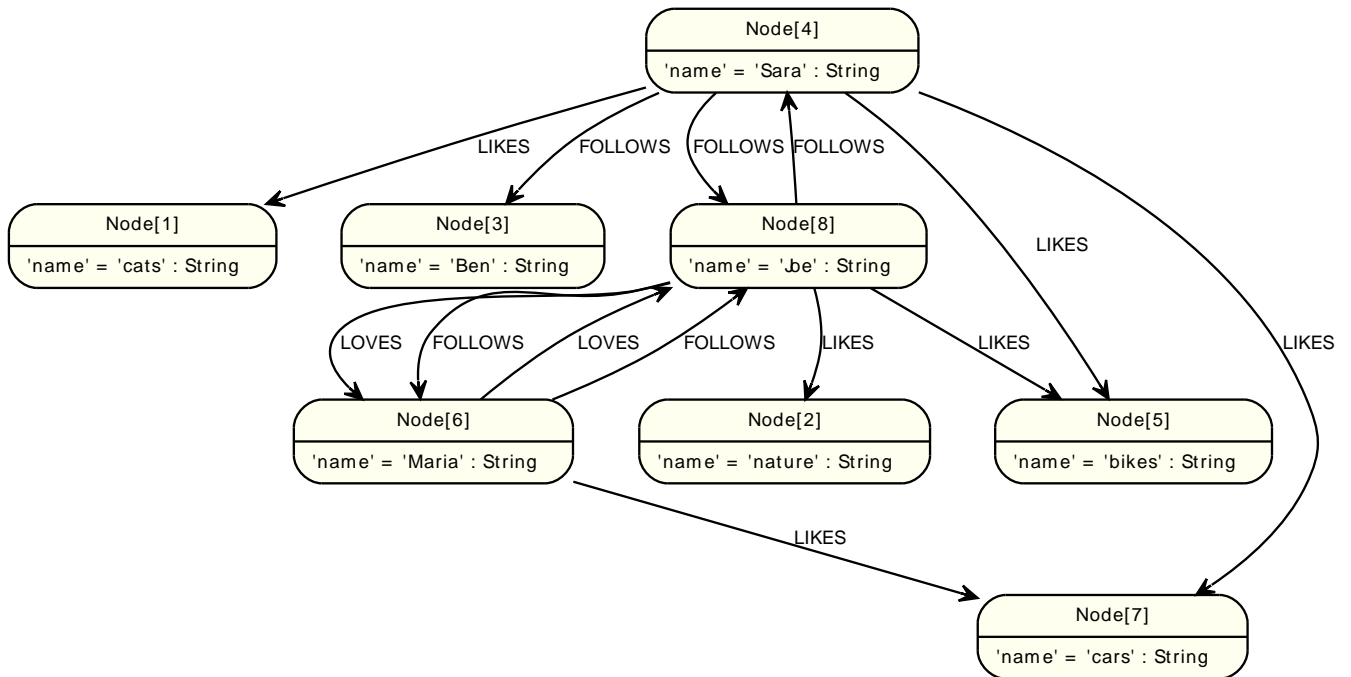 Node[4]
'name' = 'Sara' : String
LIKES
FOLLOWS
FOLLOWS
FOLLOWS
Node[1]
'name' = 'cats' : String
Node[3]
'name' = 'Ben' : String
Node[8]
'name' = 'Joe' : String
LIKES
LOVES
FOLLOWS
LOVES
FOLLOWS
LIKES
LIKES
LIKES
Node[6]
'name' = 'Maria' : String
Node[2]
'name' = 'nature' : String
Node[5]
'name' = 'bikes' : String
LIKES
Node[7]
'name' = 'cars' : String